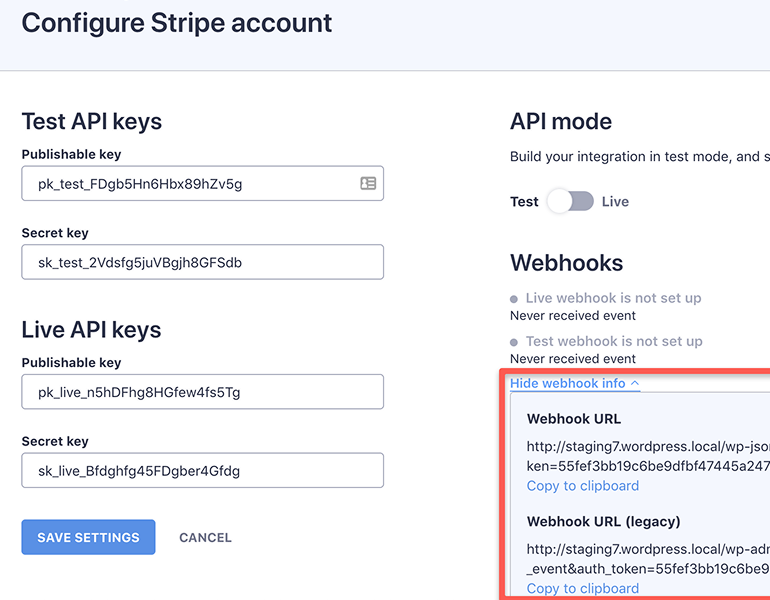 Configure Stripe account
Test API keys
Publishable key
pk_test_FDgb5Hn6Hbx89hZv5g
Secret key
sk_test_2Vdsfg5juVBgjh8GFSdb
Live API keys
Publishable key
pk_live_n5hDFhg8HGfew4fs5Tg
Secret key
sk_live_Bfdghfg45FDgber4Gfdg
SAVE SETTINGS CANCEL
API mode
Build your integration in test mode, and s
Test Live
Webhooks
Live webhook is not set up
Never received event
Test webhook is not set up
Never received event
Hide webhook info
Webhook URL
http://staging7.wordpress.local/wp-jso
ken=55fef3bb19c6be9dfbf47445a247
Copy to clipboard
Webhook URL (legacy)
http://staging7.wordpress.local/wp-adr
_event&auth_token=55fef3bb19c6be9
Copy to clipboard